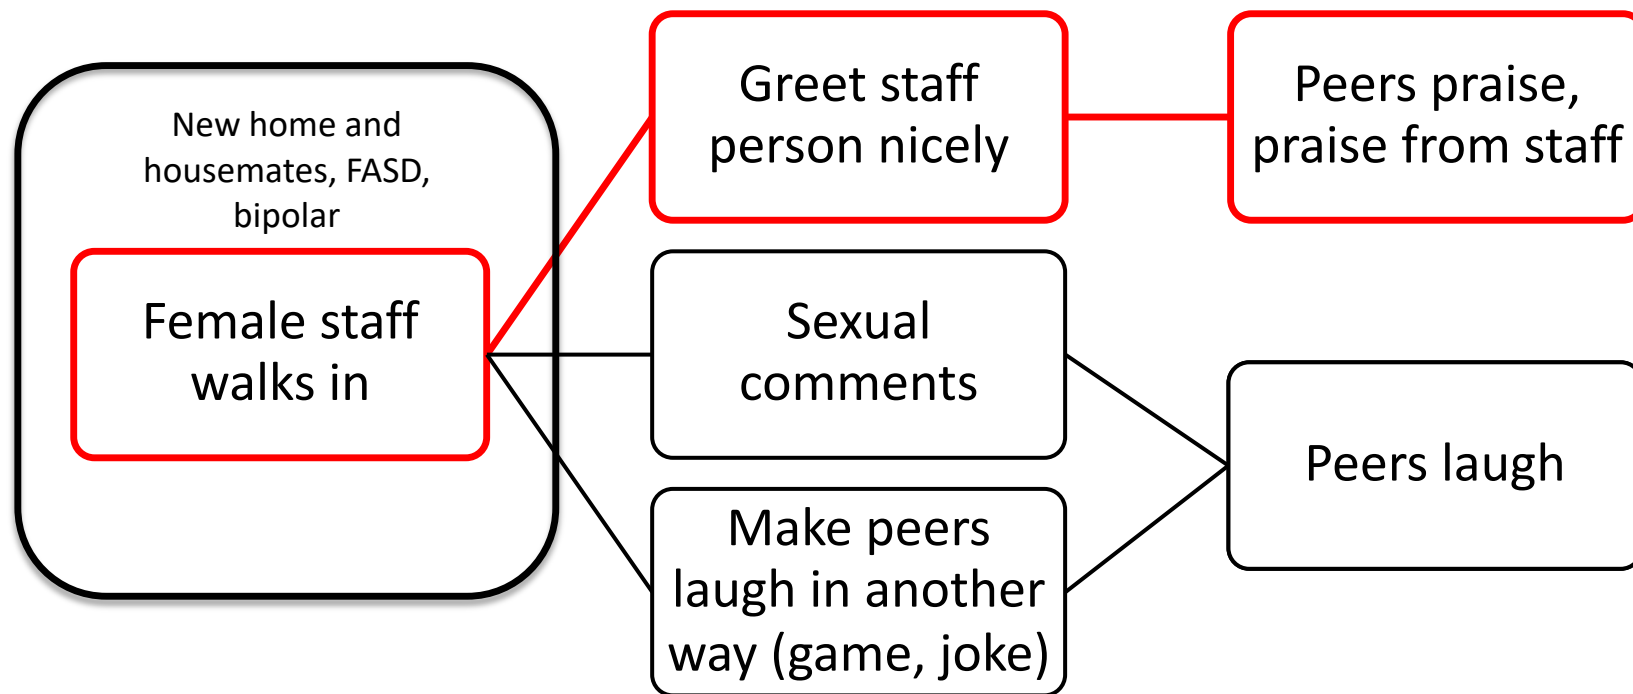 New home and
housemates, FASD,
bipolar
Female staff
walks in
Greet staff
person nicely
Peers praise,
praise from staff
Sexual
comments
Make peers
laugh in another
way (game, joke)
Peers laugh